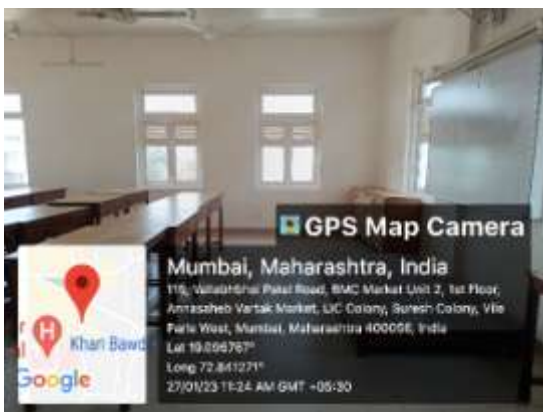 GPS Map Camera
Mumbai, Maharashtra, India
Patel Road, BMC Market Unit 2, 1st Floor,
Annasaheb Vartak Market, LIC Colony, Suresh Colony, Vile
Parle West, Mumbai, Maharashtra 400056, India
Lat 19.096767°
Long 72.841271°
27/01/23 11:24 AM GMT +05:30
H
Khari Bawdi
Google